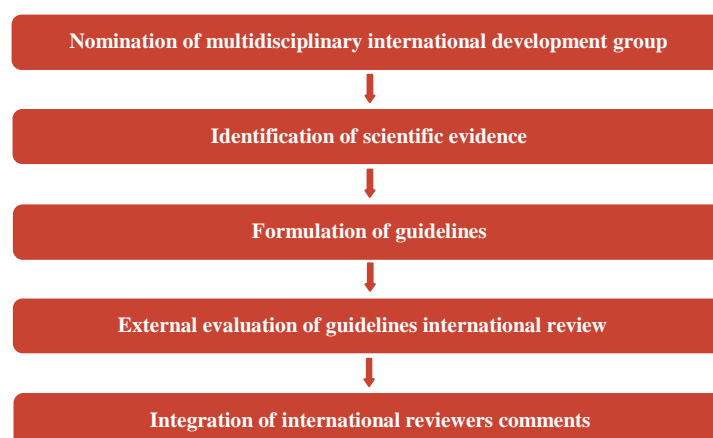 Nomination of multidisciplinary international development group
Identification of scientific evidence
Formulation of guidelines
External evaluation of guidelines international review
Integration of international reviewers comments